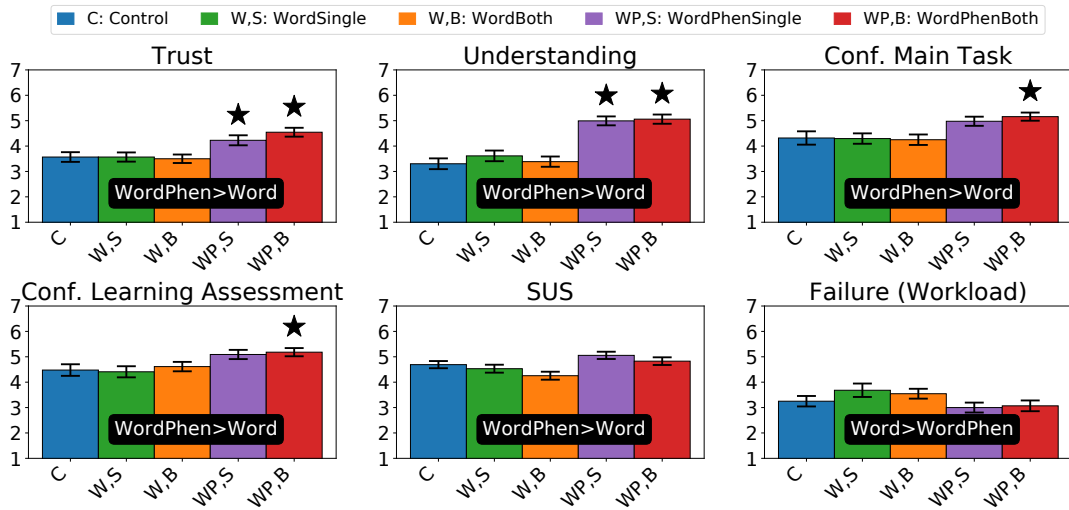 C: Control W,S: WordSingle W,B: WordBoth WP,S: WordPhenSingle WP,B: WordPhenBoth
Trust
7
6
5
4
3
2
1
WordPhen>Word
C W,S W,B WP,S WP,B
Understanding
7
6
5
4
3
2
1
WordPhen>Word
C W,S W,B WP,S WP,B
Conf. Main Task
7
6
5
4
3
2
1
WordPhen>Word
C W,S W,B WP,S WP,B
Conf. Learning Assessment
7
6
5
4
3
2
1
WordPhen>Word
C W,S W,B WP,S WP,B
SUS
7
6
5
4
3
2
1
WordPhen>Word
C W,S W,B WP,S WP,B
Failure (Workload)
7
6
5
4
3
2
1
Word>WordPhen
C W,S W,B WP,S WP,B